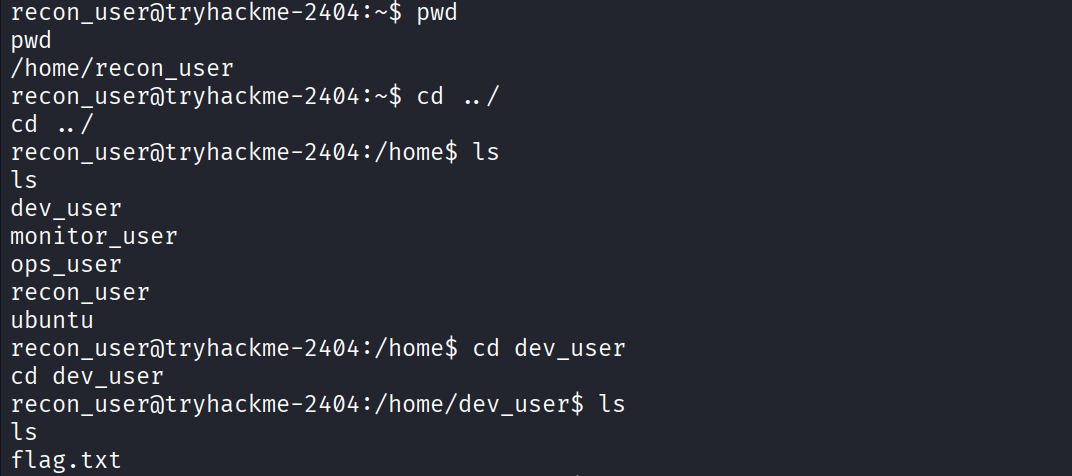 recon_user@tryhackme-2404:~$ pwd
pwd
/home/recon_user
recon_user@tryhackme-2404:~$ cd ../
cd ../
recon_user@tryhackme-2404:/home$ ls
ls
dev_user
monitor_user
ops_user
recon_user
ubuntu
recon_user@tryhackme-2404:/home$ cd dev_user
cd dev_user
recon_user@tryhackme-2404:/home/dev_user$ ls
ls
flag.txt